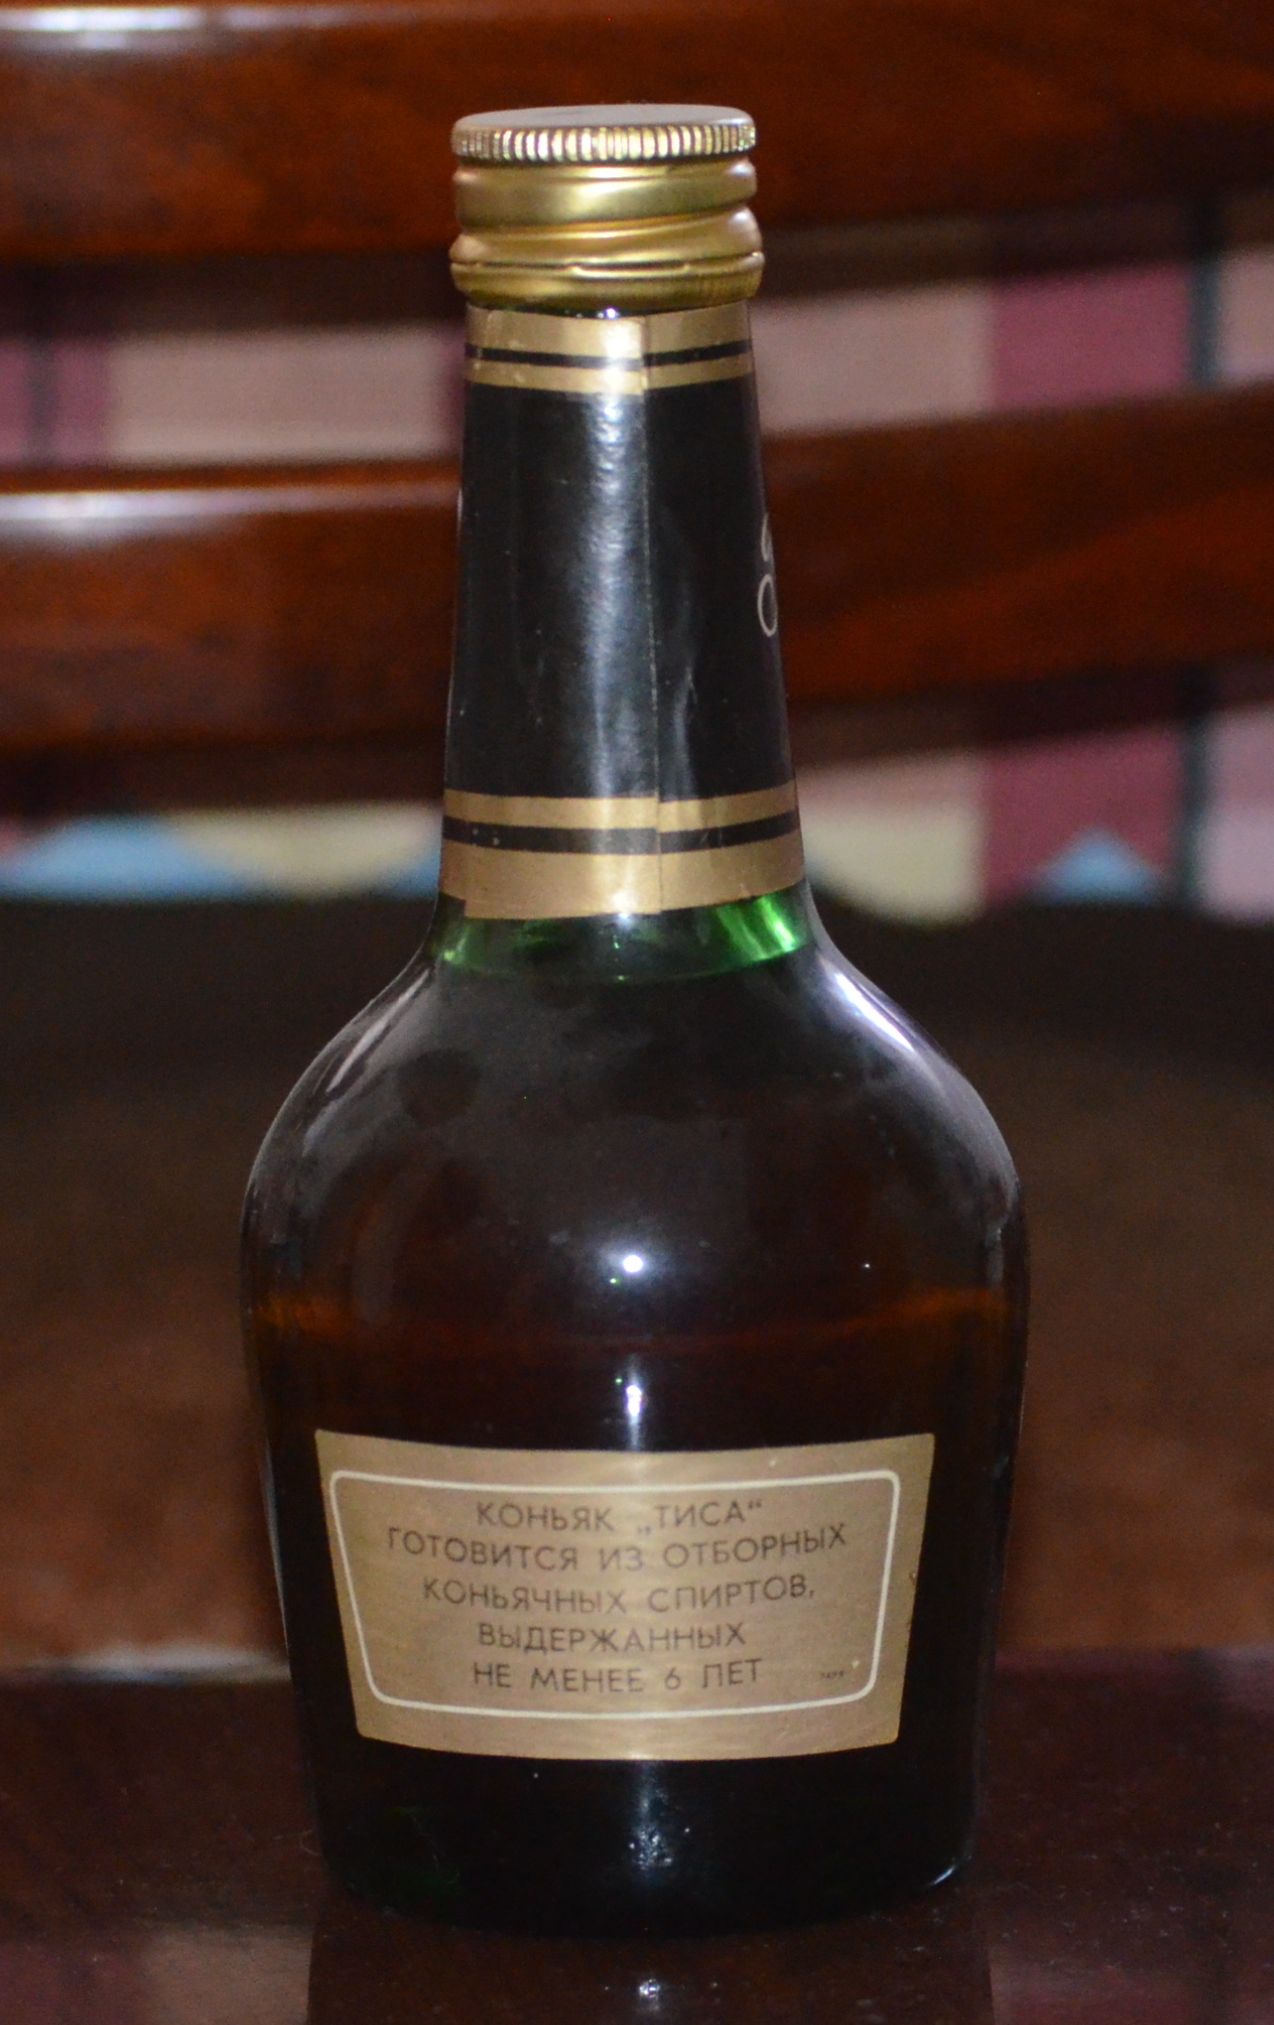 КОНЬЯК „ТИСА“
ГОТОВИТСЯ ИЗ ОТБОРНЫХ
КОНЬЯЧНЫХ СПИРТОВ,
ВЫДЕРЖАННЫХ
НЕ МЕНЕЕ 6 ЛЕТ